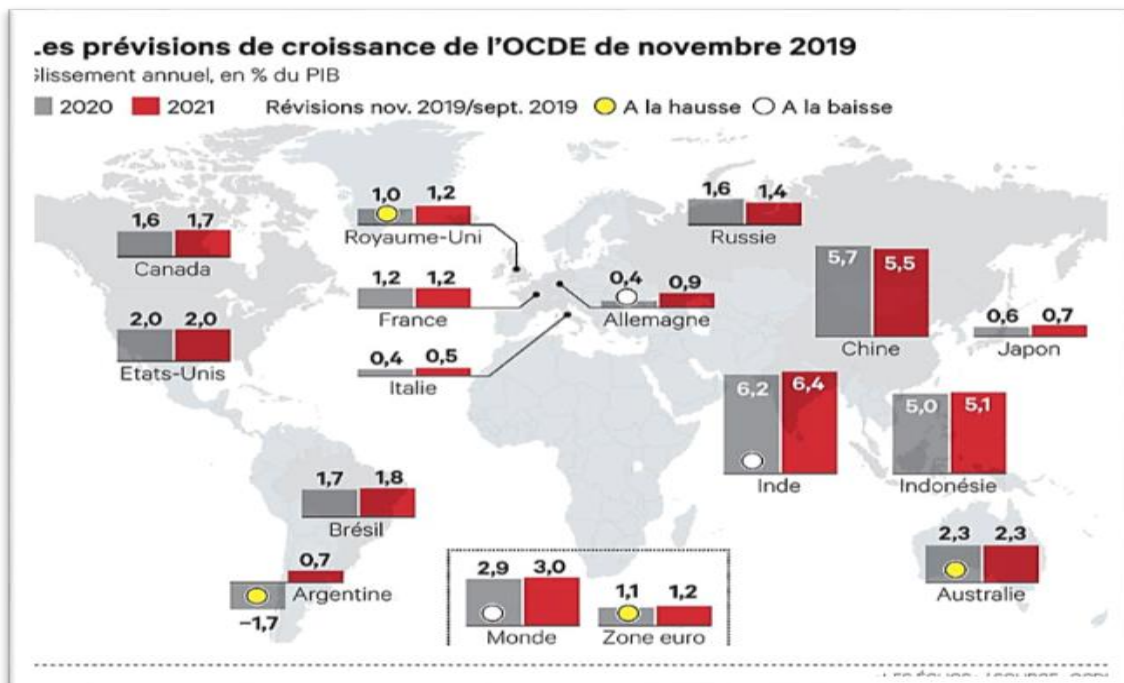 .es prévisions de croissance de l'OCDE de novembre 2019
glissement annuel, en % du PIB
2020 2021 Révisions nov. 2019/sept. 2019 A la hausse A la baisse
1,6 1,7
Canada
1,0 1,2
Royaume-Uni
1,6 1,4
Russie
1,2 1,2
France
0,4 0,9
Allemagne
5,7 5,5
Chine
0,6 0,7
Japon
2,0 2,0
Etats-Unis
0,4 0,5
Italie
6,2 6,4
Inde
5,0 5,1
Indonésie
1,7 1,8
Brésil
0,7
Argentine
–1,7
2,9 3,0
Monde
1,1 1,2
Zone euro
2,3 2,3
Australie